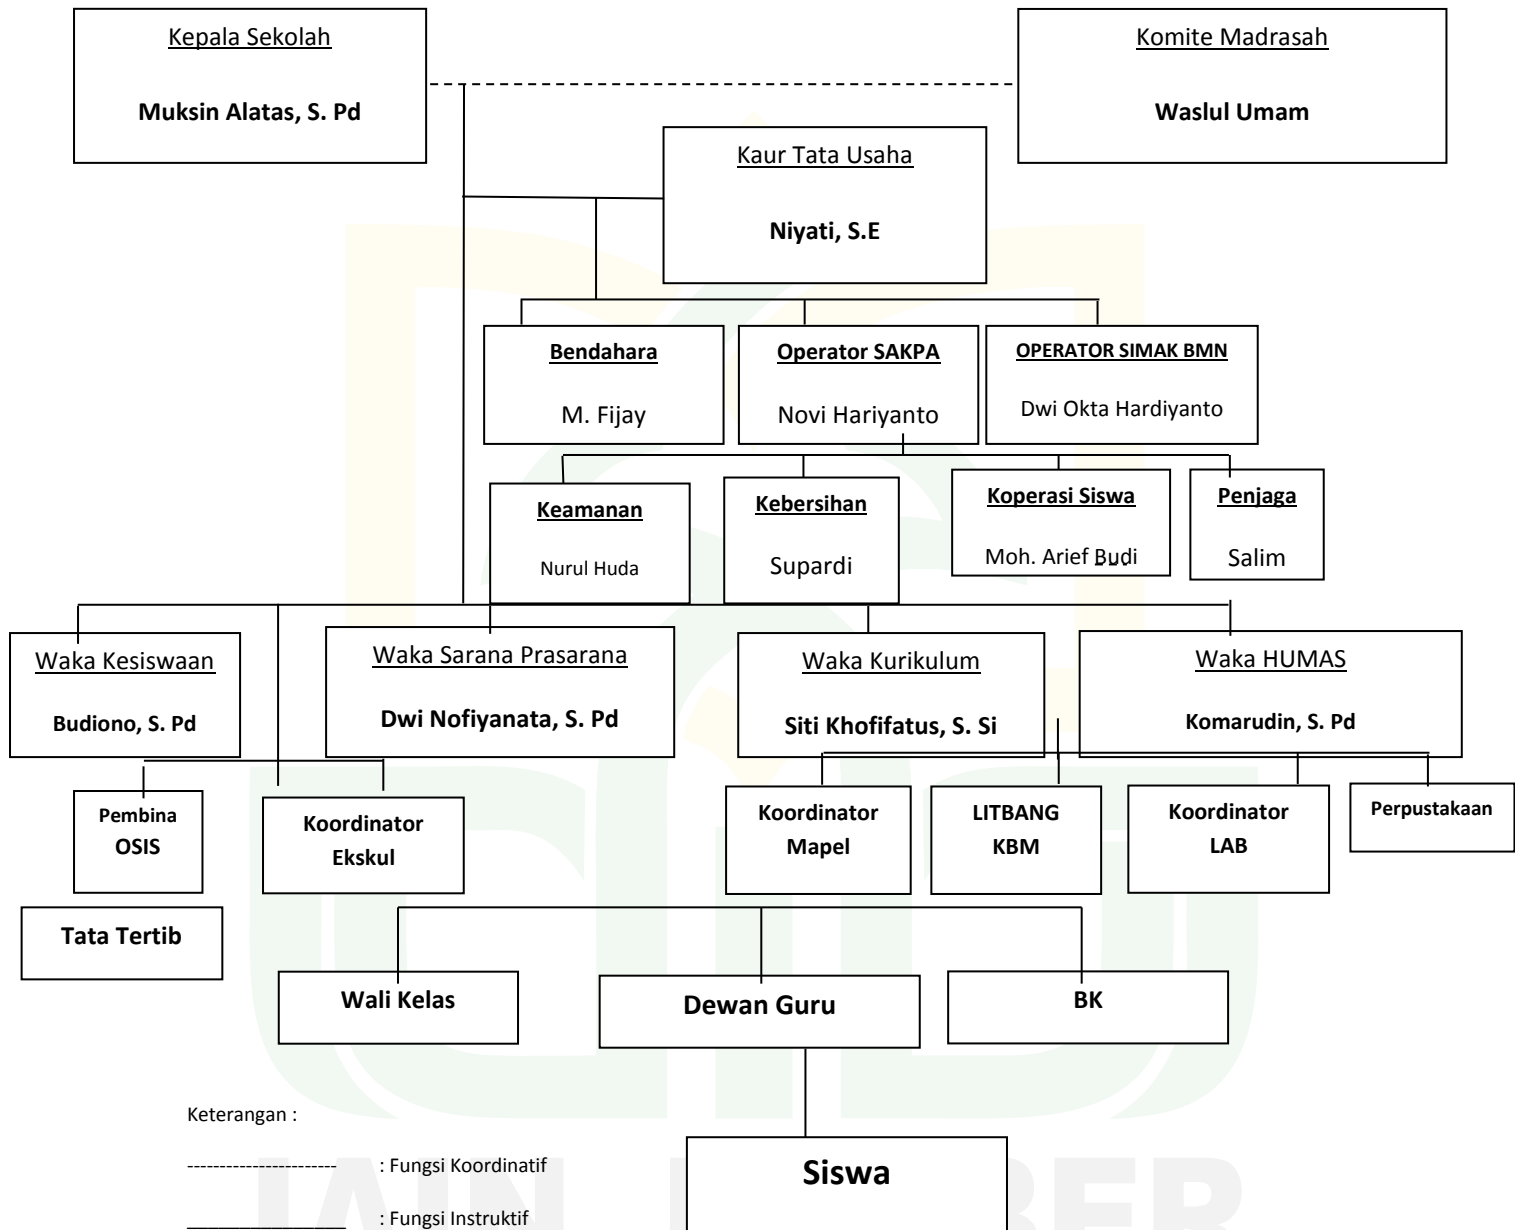 Kepala Sekolah
Muksin Alatas, S. Pd
Komite Madrasah
Waslul Umam
Kaur Tata Usaha
Niyati, S.E
Bendahara
M. Fijay
Operator SAKPA
Novi Hariyanto
OPERATOR SIMAK BMN
Dwi Okta Hardiyanto
Keamanan
Nurul Huda
Kebersihan
Supardi
Koperasi Siswa
Moh. Arief Budi
Penjaga
Salim
Waka Kesiswaan
Budiono, S. Pd
Waka Sarana Prasarana
Dwi Nofiyanata, S. Pd
Waka Kurikulum
Siti Khofifatus, S. Si
Waka HUMAS
Komarudin, S. Pd
Pembina
OSIS
Koordinator
Ekskul
Koordinator
Mapel
LITBANG
KBM
Koordinator
LAB
Perpustakaan
Tata Tertib
Wali Kelas
Dewan Guru
BK
Siswa
Keterangan :
----------------------- : Fungsi Koordinatif
_________________ : Fungsi Instruktif